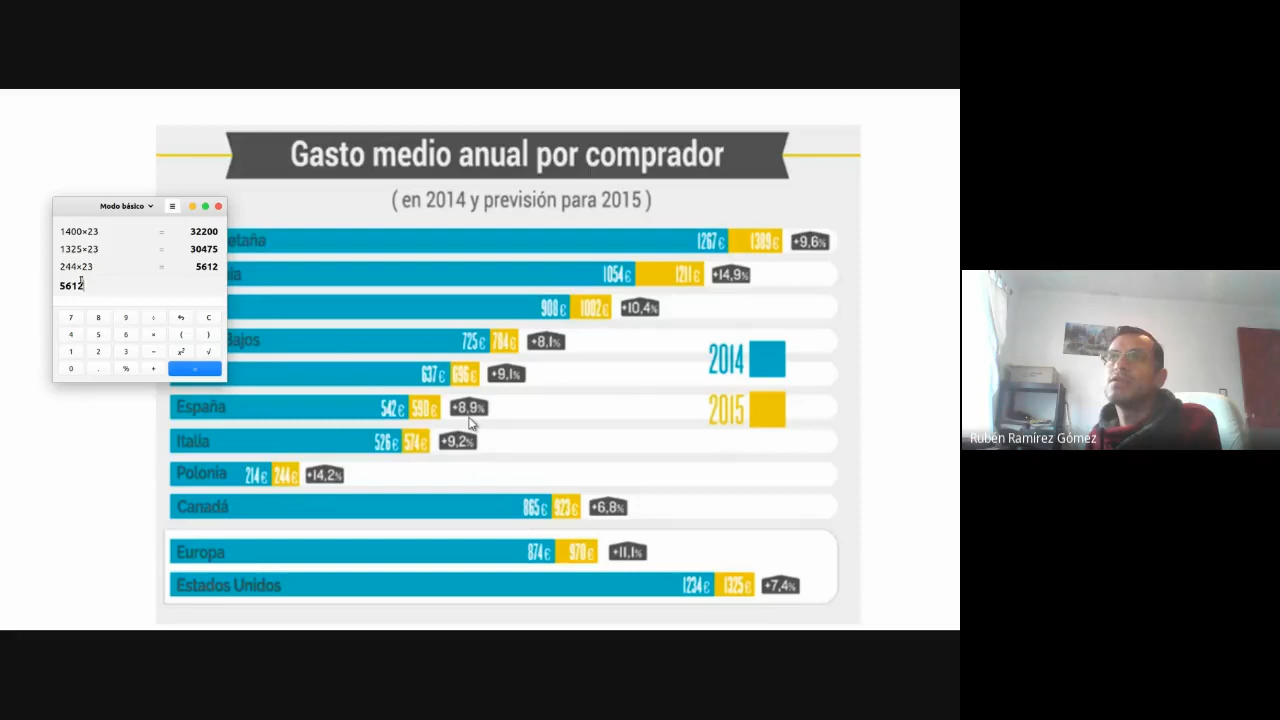 Gasto medio anual por comprador
( en 2014 y previsión para 2015 )
Modo básico
1400×23 = 32200
1325×23 = 30475
244×23 = 5612
5612
7 8 9 ÷ C
4 5 6 × ( )
1 2 3 − x² √
0 . % + =
etaña 1267€ 1389€ +9,6%
ia 1054€ 1211€ +14,9%
908€ 1002€ +10,4%
Bajos 725€ 784€ +8,1%
637€ 696€ +9,1%
España 542€ 590€ +8,9%
Italia 526€ 574€ +9,2%
Polonia 214€ 244€ +14,2%
Canadá 865€ 923€ +6,8%
Europa 874€ 970€ +11,1%
Estados Unidos 1234€ 1325€ +7,4%
2014
2015
Rubén Ramírez Gómez